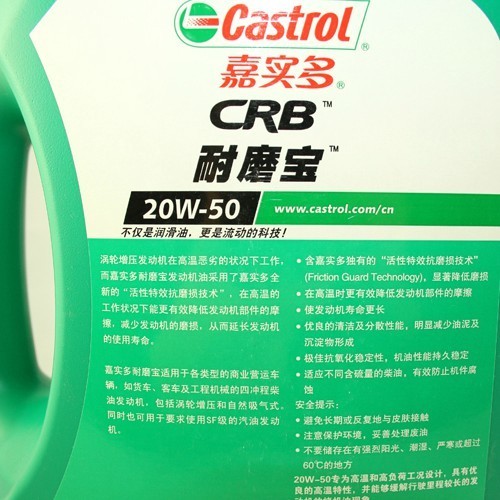 Castrol®
嘉实多®
CRB™
耐磨宝™
20W-50
www.castrol.com/cn
不仅是润滑油，更是流动的科技！
涡轮增压发动机在高温恶劣的状况下工作，
而嘉实多耐磨宝发动机油采用了嘉实多全
新的“活性特效抗磨损技术”，在高温的
工作状况下能更有效降低发动机部件的摩
擦，减少发动机的磨损，从而延长发动机
的使用寿命。
嘉实多耐磨宝适用于各类型的商业营运车
辆，如货车、客车及工程机械的四冲程柴
油发动机，包括涡轮增压和自然吸气式。
同时也可用于要求使用SF级的汽油发动
机。
• 含嘉实多独有的“活性特效抗磨损技术”
(Friction Guard Technology)，显著降低磨损
• 在高温时更有效降低发动机部件的摩擦
• 使发动机寿命更长
• 优良的清洁及分散性能，明显减少油泥及
沉淀物形成
• 极佳抗氧化稳定性，机油性能持久稳定
• 适应不同含硫量的柴油，有效防止机件腐
蚀
安全提示：
• 避免长期或反复地与皮肤接触
• 注意保护环境，妥善处理废油
• 不要储存在有强烈阳光、潮湿、严寒或超过
60℃的地方
20W-50专为高温和高负荷工况设计，具有优
良的高温特性，并能够缓解行驶里程较长的发